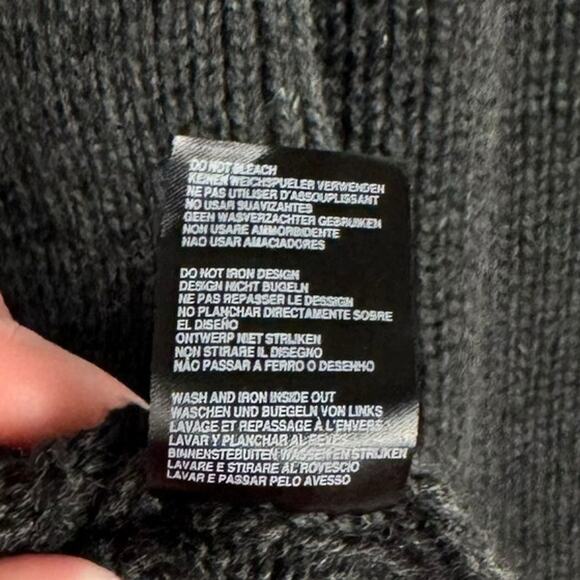 DO NOT BLEACH
KEINEN WEICHSPUELER VERWENDEN
NE PAS UTILISER D'ASSOUPLISSANT
NO USAR SUAVIZANTES
GEEN WASVERZACHTER GEBRUIKEN
NON USARE AMMORBIDENTE
NAO USAR AMACIADORES
DO NOT IRON DESIGN
DESIGN NICHT BUGELN
NE PAS REPASSER LE DESSIGN
NO PLANCHAR DIRECTAMENTE SOBRE
EL DISEÑO
ONTWERP NIET STRIJKEN
NON STIRARE IL DISEGNO
NÃO PASSAR A FERRO O DESENHO
WASH AND IRON INSIDE OUT
WASCHEN UND BUEGELN VON LINKS
LAVAGE ET REPASSAGE À L'ENVERS
LAVAR Y PLANCHAR AL REVES
BINNENSTEBUITEN WASSEN EN STRIJKEN
LAVARE E STIRARE AL ROVESCIO
LAVAR E PASSAR PELO AVESSO